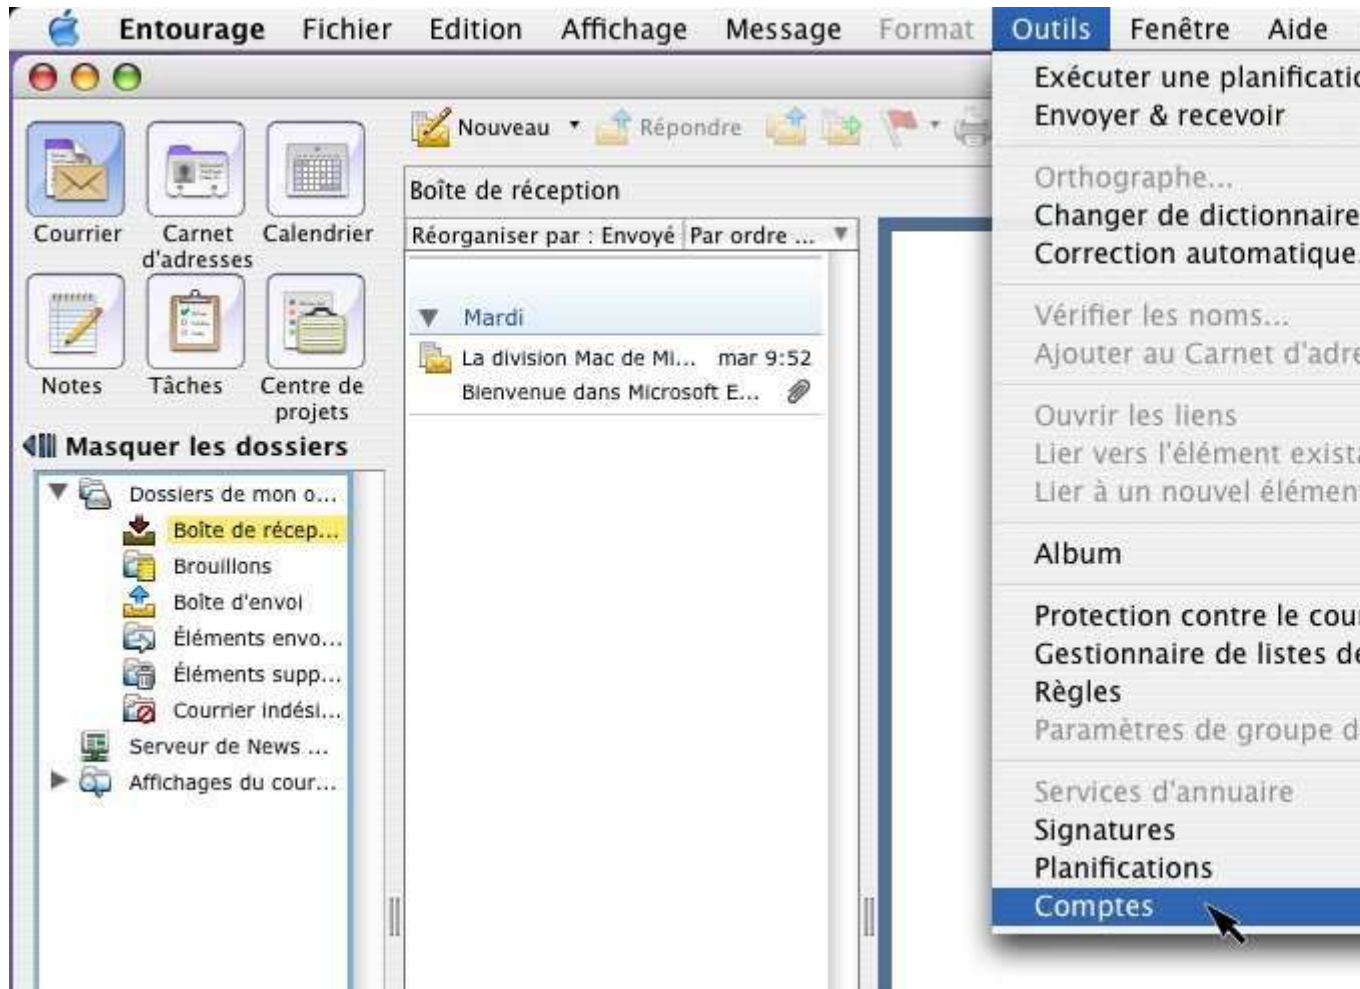 Entourage Fichier Edition Affichage Message Format Outils Fenêtre Aide
Nouveau Répondre
Boîte de réception
Réorganiser par : Envoyé Par ordre ...
Mardi
La division Mac de Mi... mar 9:52
Bienvenue dans Microsoft E...
Courrier
Carnet d'adresses
Calendrier
Notes
Tâches
Centre de projets
Masquer les dossiers
Dossiers de mon o...
Boîte de récep...
Brouillons
Boîte d'envoi
Éléments envo...
Éléments supp...
Courrier indési...
Serveur de News ...
Affichages du cour...
Exécuter une planificatio
Envoyer & recevoir
Orthographe...
Changer de dictionnaire
Correction automatique.
Vérifier les noms...
Ajouter au Carnet d'adre
Ouvrir les liens
Lier vers l'élément exista
Lier à un nouvel élément
Album
Protection contre le cour
Gestionnaire de listes de
Règles
Paramètres de groupe d
Services d'annuaire
Signatures
Planifications
Comptes